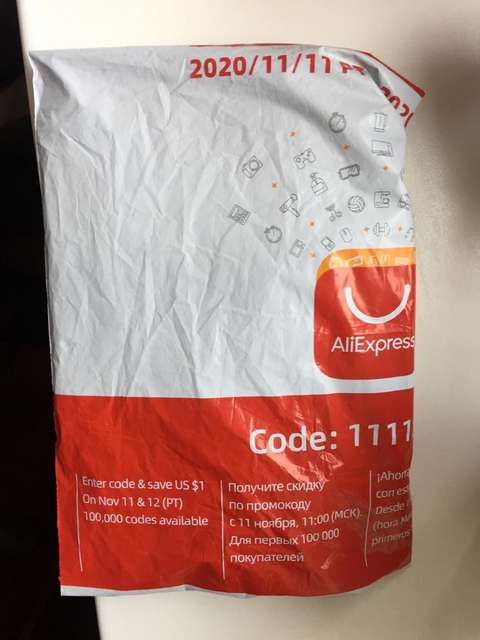 2020/11/11 PT
AliExpress
Code: 1111
Enter code & save US $1
On Nov 11 & 12 (PT)
100,000 codes available
Получите скидку
по промокоду
с 11 ноября, 11:00 (МСК).
Для первых 100 000
покупателей
¡Ahorra
con es
Desde
(hora
primeros